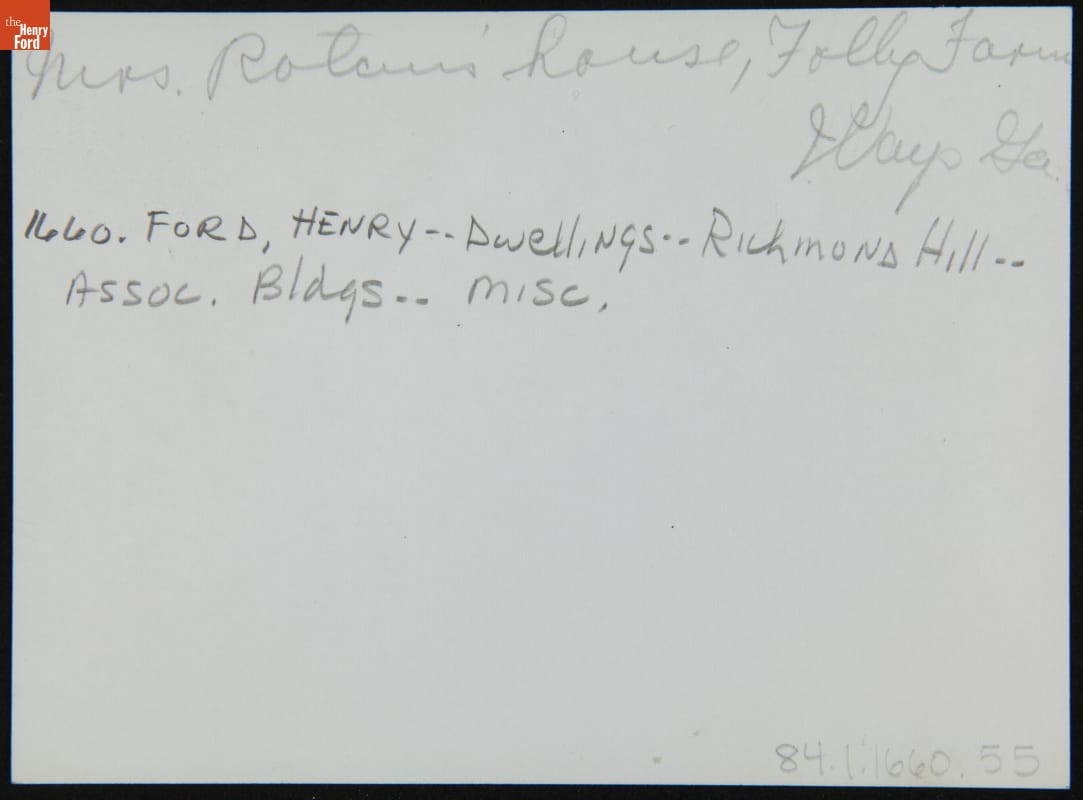 the
Henry
Ford
Mrs. Rotan's house, Folly Farm
Ways Ga.
1660. FORD, HENRY-- Dwellings-- Richmond Hill--
Assoc. Bldgs-- Misc.
84.1.1660.55